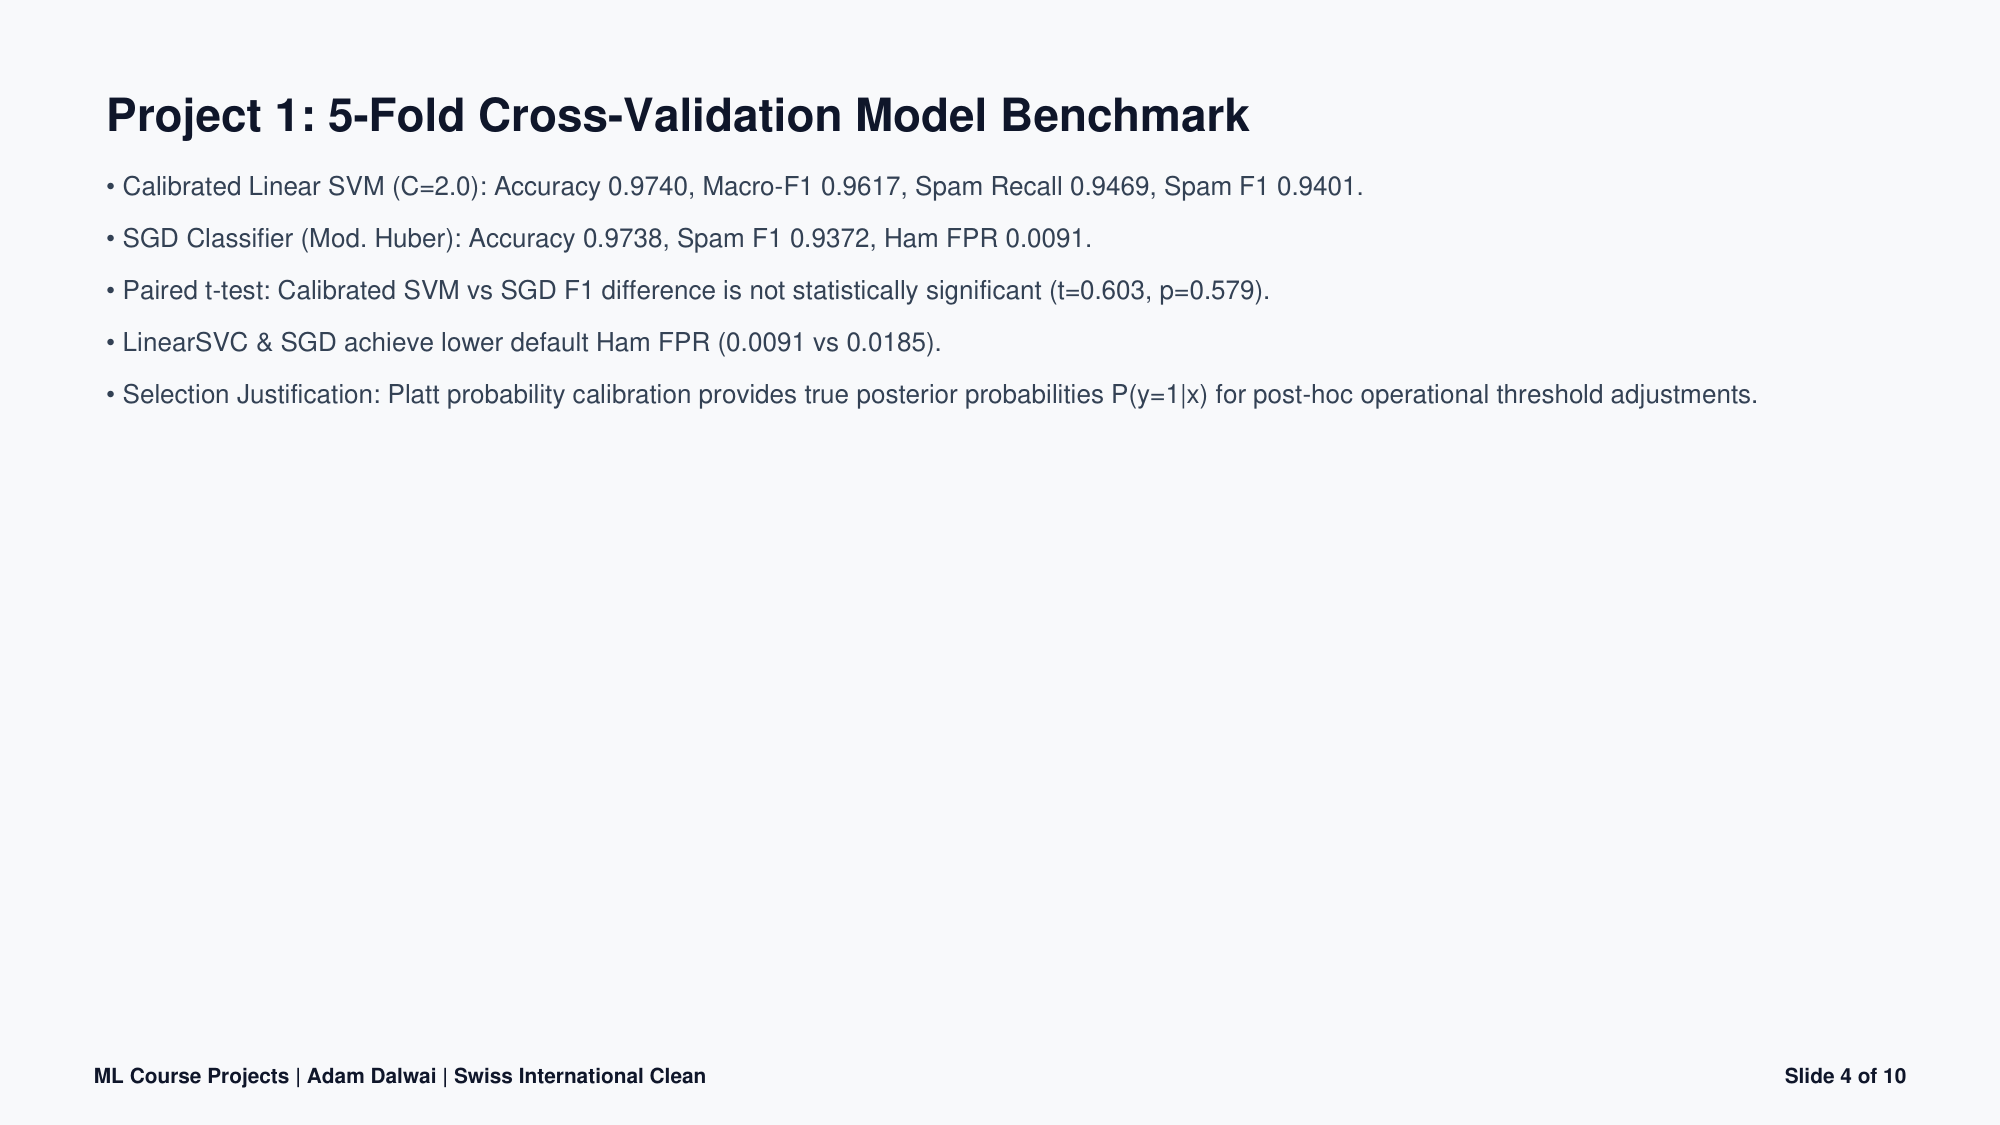 Project 1: 5-Fold Cross-Validation Model Benchmark
• Calibrated Linear SVM (C=2.0): Accuracy 0.9740, Macro-F1 0.9617, Spam Recall 0.9469, Spam F1 0.9401.
• SGD Classifier (Mod. Huber): Accuracy 0.9738, Spam F1 0.9372, Ham FPR 0.0091.
• Paired t-test: Calibrated SVM vs SGD F1 difference is not statistically significant (t=0.603, p=0.579).
• LinearSVC & SGD achieve lower default Ham FPR (0.0091 vs 0.0185).
• Selection Justification: Platt probability calibration provides true posterior probabilities P(y=1|x) for post-hoc operational threshold adjustments.
ML Course Projects | Adam Dalwai | Swiss International Clean
Slide 4 of 10